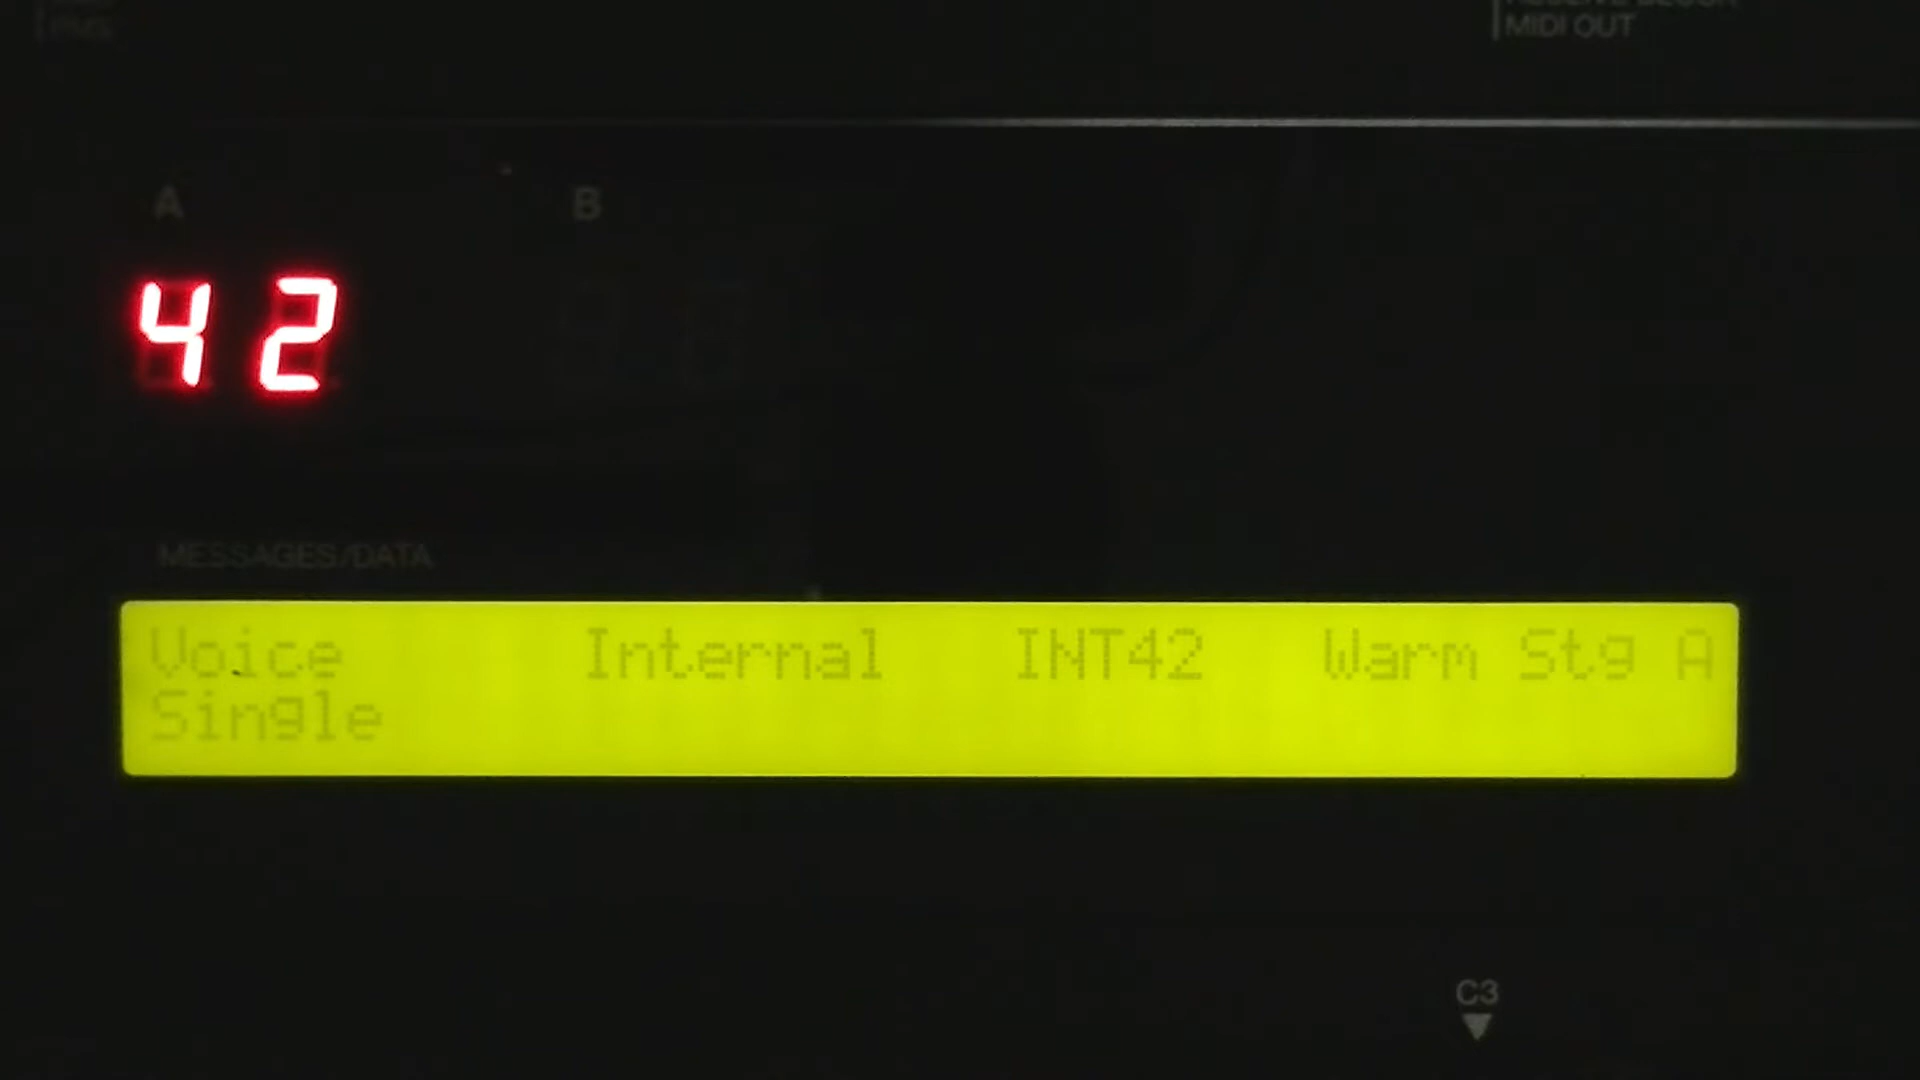 MIDI OUT
A B
42
MESSAGES/DATA
Voice Internal INT42 Warm Stg A
Single
C3